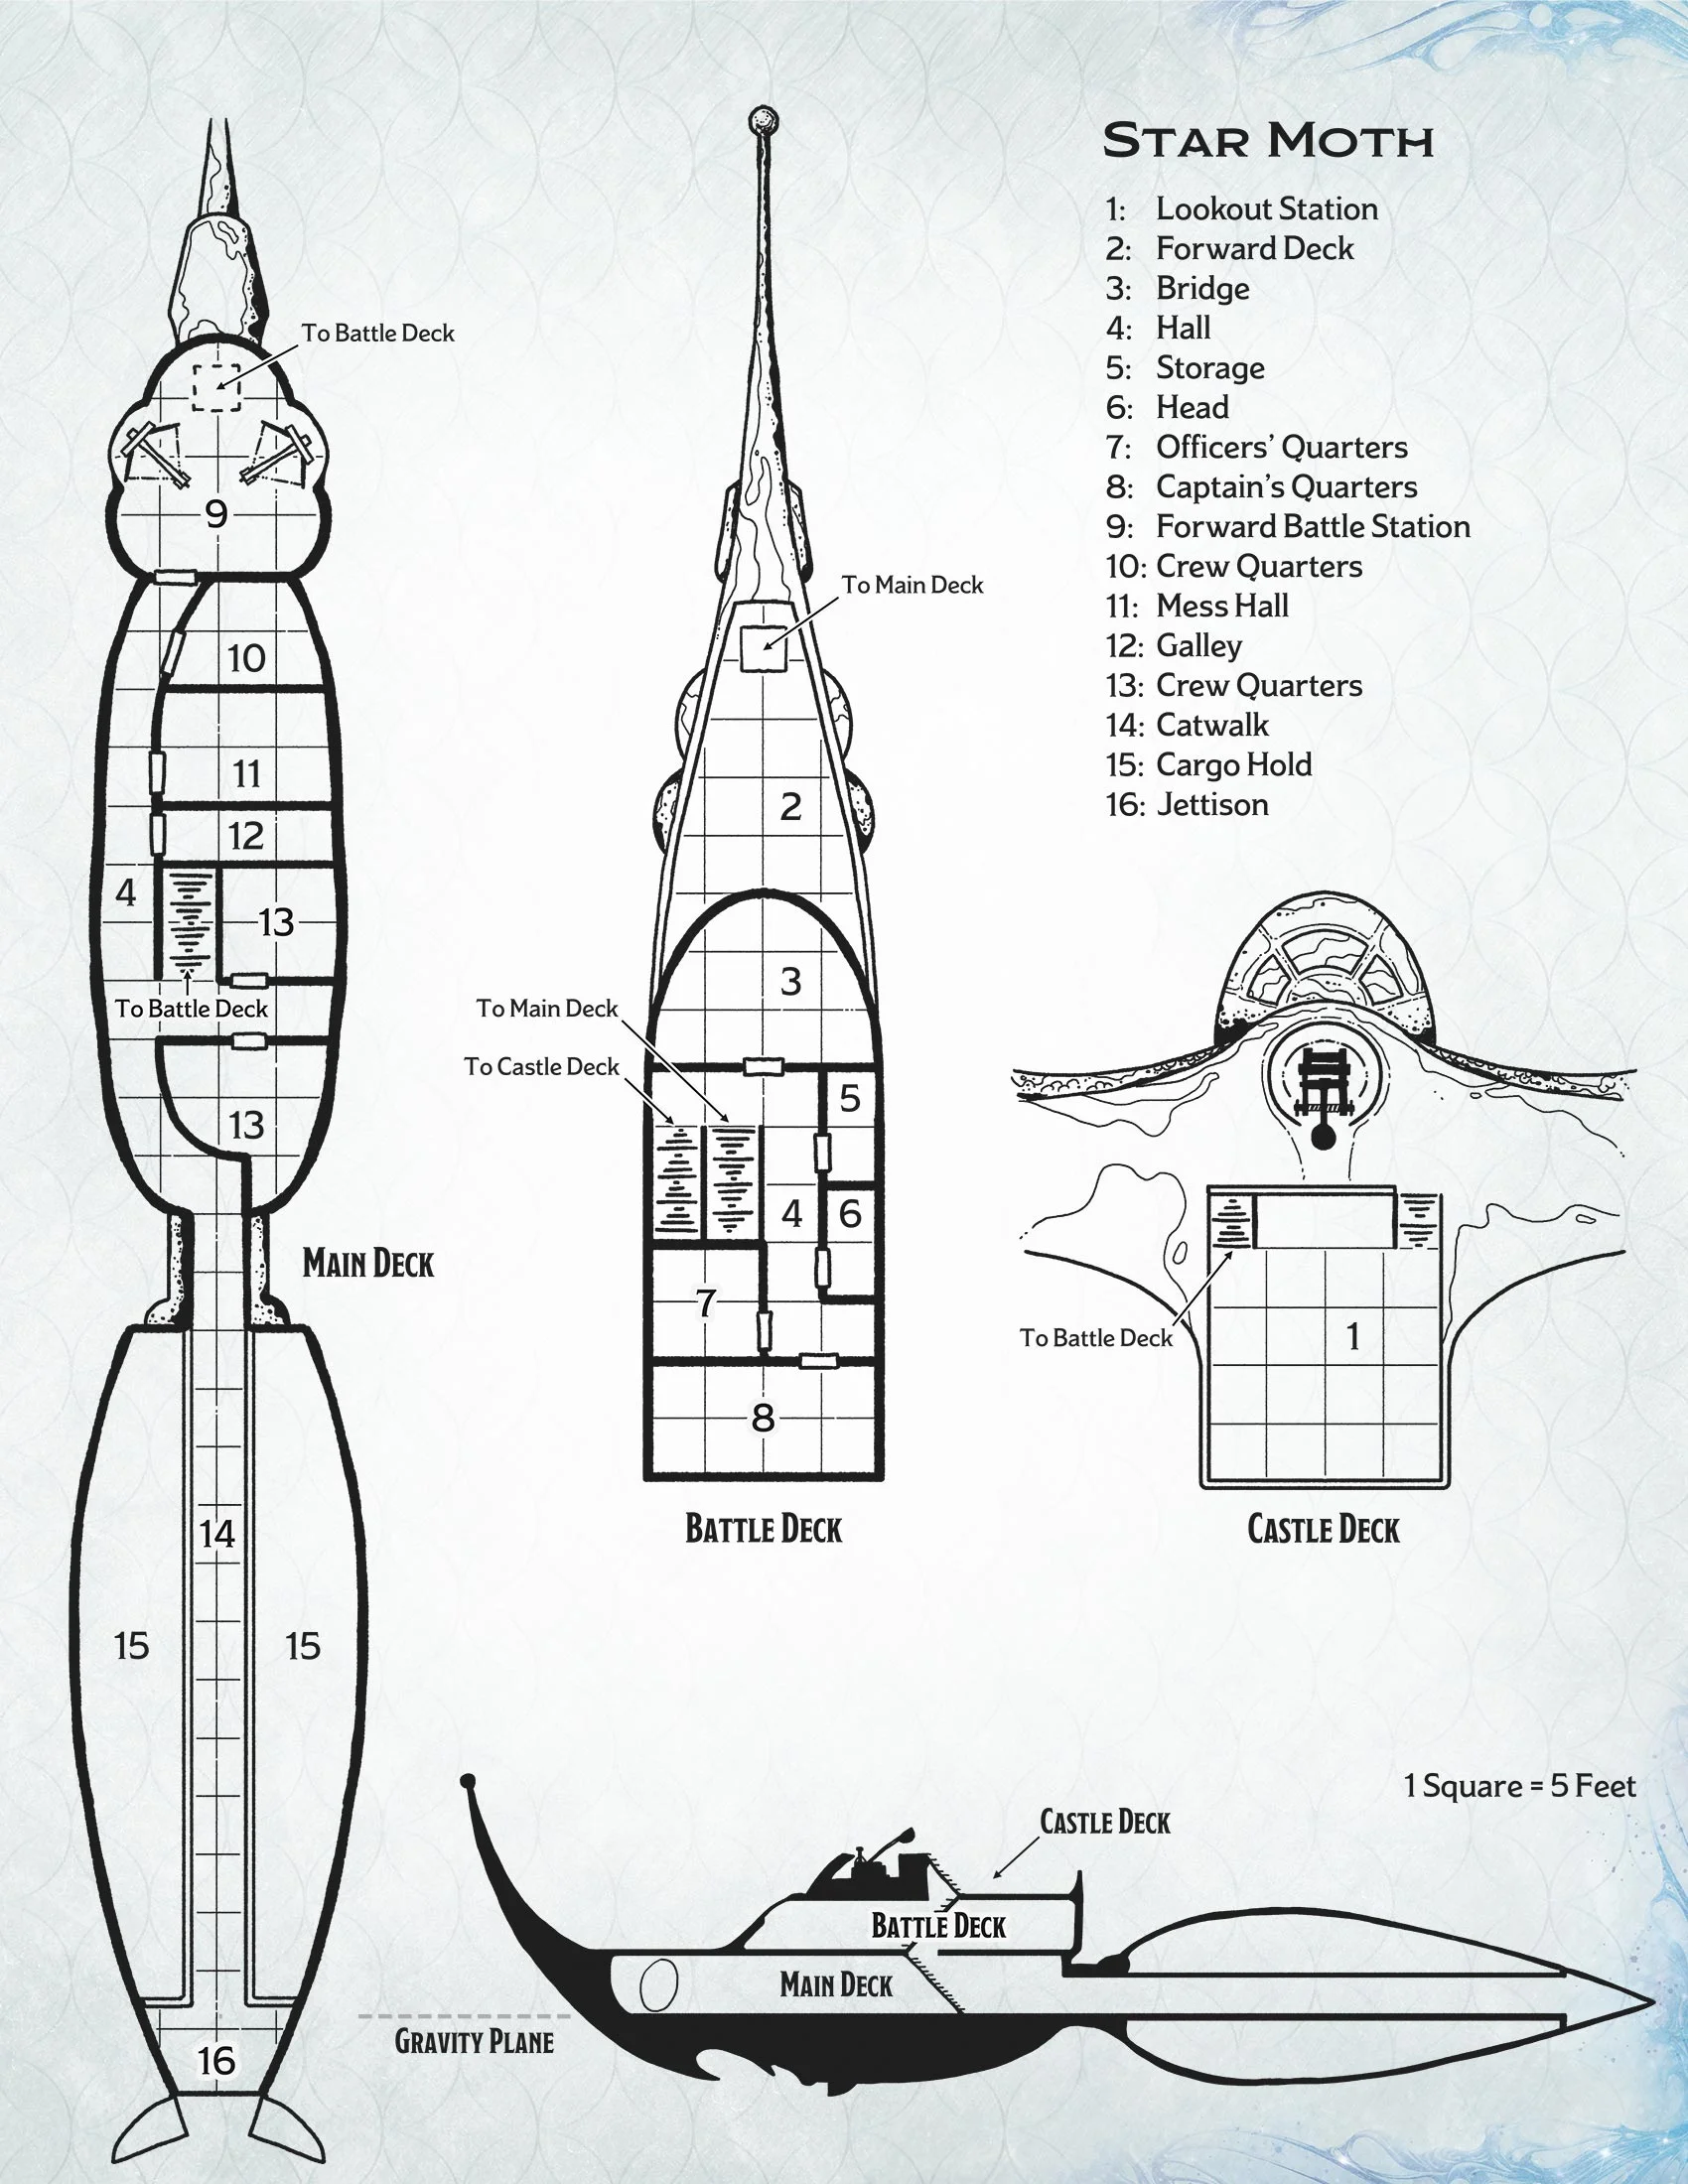 STAR MOTH
1: Lookout Station
2: Forward Deck
3: Bridge
4: Hall
5: Storage
6: Head
7: Officers’ Quarters
8: Captain’s Quarters
9: Forward Battle Station
10: Crew Quarters
11: Mess Hall
12: Galley
13: Crew Quarters
14: Catwalk
15: Cargo Hold
16: Jettison
To Battle Deck
9
10
11
12
4
13
To Battle Deck
13
MAIN DECK
14
15
15
16
To Main Deck
2
3
To Main Deck
To Castle Deck
5
4
6
7
8
BATTLE DECK
To Battle Deck
1
CASTLE DECK
1 Square = 5 Feet
CASTLE DECK
BATTLE DECK
MAIN DECK
GRAVITY PLANE